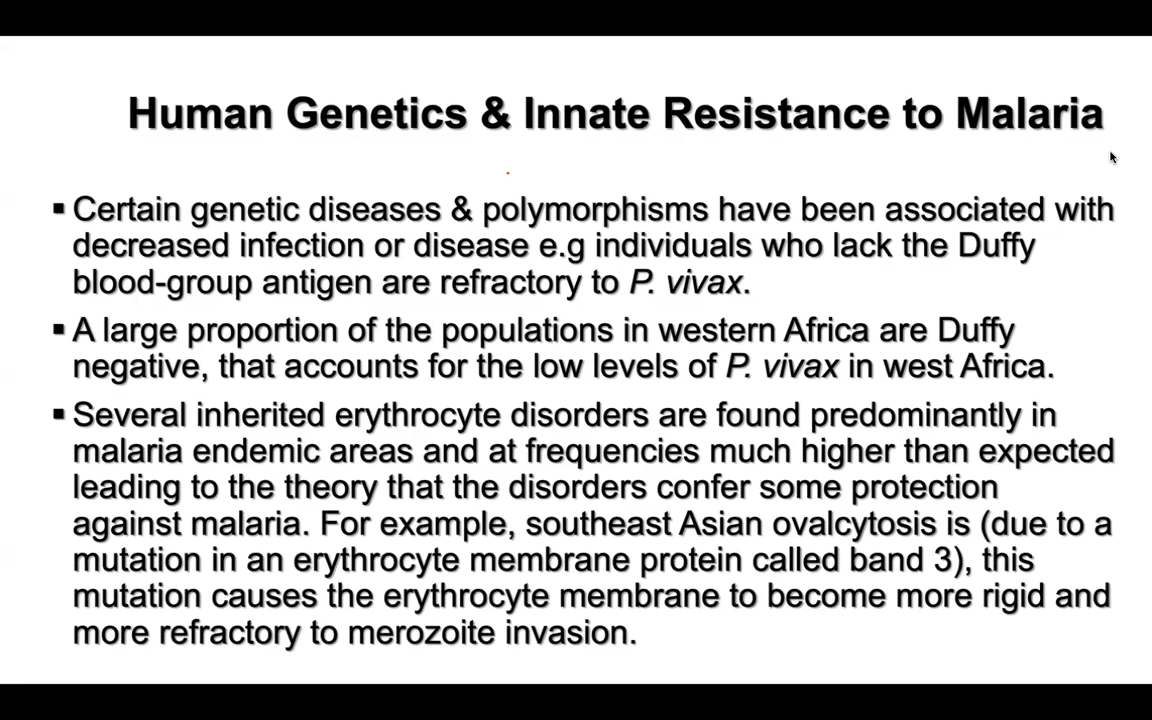 Human Genetics & Innate Resistance to Malaria
▪ Certain genetic diseases & polymorphisms have been associated with
decreased infection or disease e.g individuals who lack the Duffy
blood-group antigen are refractory to P. vivax.
▪ A large proportion of the populations in western Africa are Duffy
negative, that accounts for the low levels of P. vivax in west Africa.
▪ Several inherited erythrocyte disorders are found predominantly in
malaria endemic areas and at frequencies much higher than expected
leading to the theory that the disorders confer some protection
against malaria. For example, southeast Asian ovalcytosis is (due to a
mutation in an erythrocyte membrane protein called band 3), this
mutation causes the erythrocyte membrane to become more rigid and
more refractory to merozoite invasion.